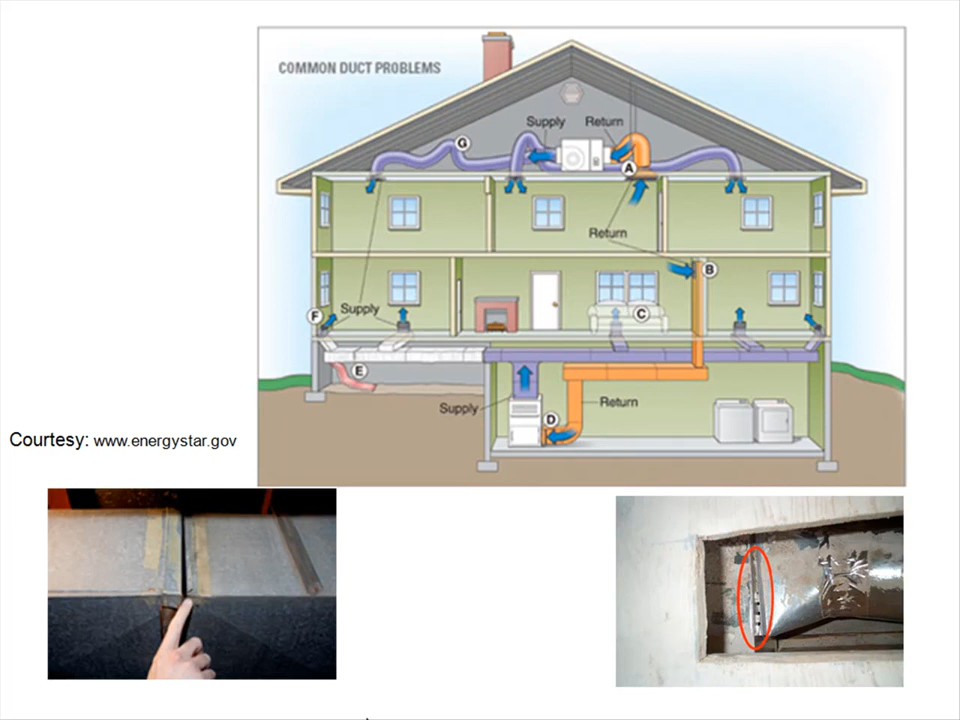 COMMON DUCT PROBLEMS
Supply
Return
G
A
Return
B
Supply
F
C
E
Supply
Return
D
Courtesy: www.energystar.gov